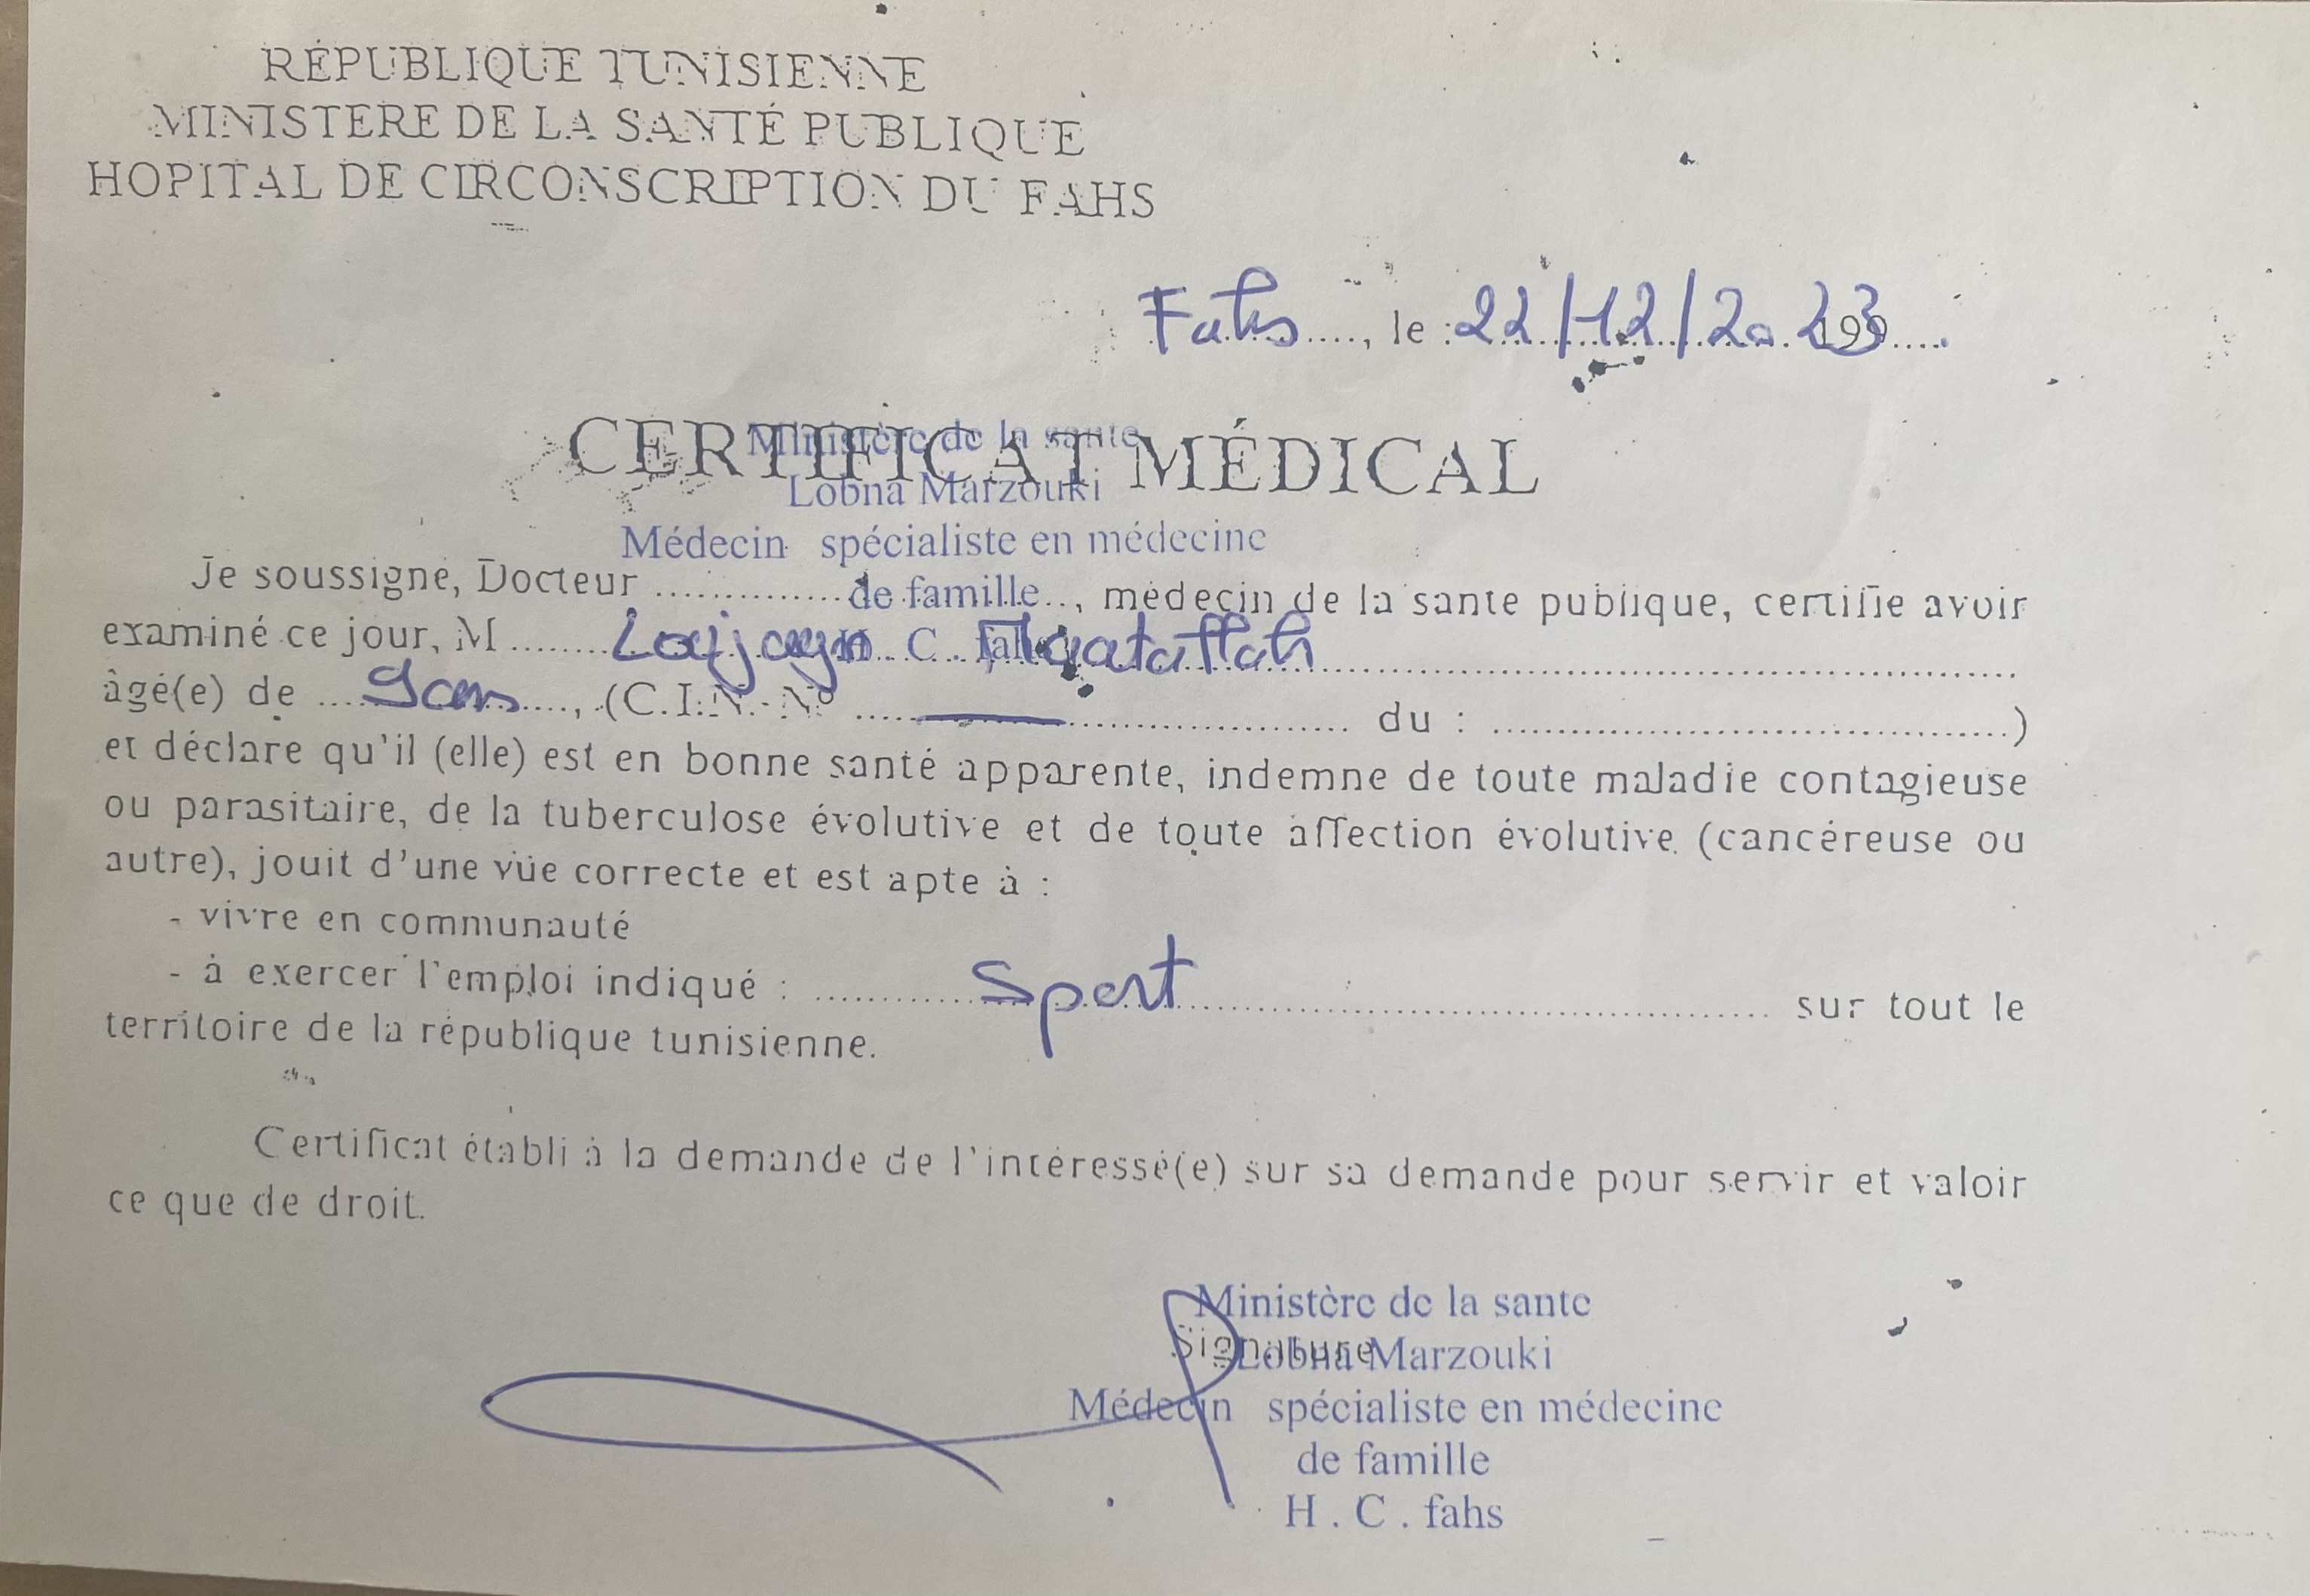 RÉPUBLIQUE TUNISIENNE
MINISTERE DE LA SANTÉ PUBLIQUE
HOPITAL DE CIRCONSCRIPTION DU FAHS
Fahs ...., le : 22/12/2023
CERTIFICAT MÉDICAL
Ministère de la sante
Lobna Marzouki
Médecin spécialiste en médecine
de famille
H . C . fahs
Je soussigné, Docteur ...................., médecin de la santé publique, certifie avoir
examiné ce jour, M ........ Maatallah ........
âgé(e) de .... 9 ans ...., (C.I.N. N° .................... du : ....................)
et déclare qu'il (elle) est en bonne santé apparente, indemne de toute maladie contagieuse
ou parasitaire, de la tuberculose évolutive et de toute affection évolutive (cancéreuse ou
autre), jouit d'une vue correcte et est apte à :
- vivre en communauté
- à exercer l'emploi indiqué : .......... Sport .......... sur tout le
territoire de la république tunisienne.
Certificat établi à la demande de l'intéressé(e) sur sa demande pour servir et valoir
ce que de droit.
Signature
Ministère de la sante
Lobna Marzouki
Médecin spécialiste en médecine
de famille
H . C . fahs